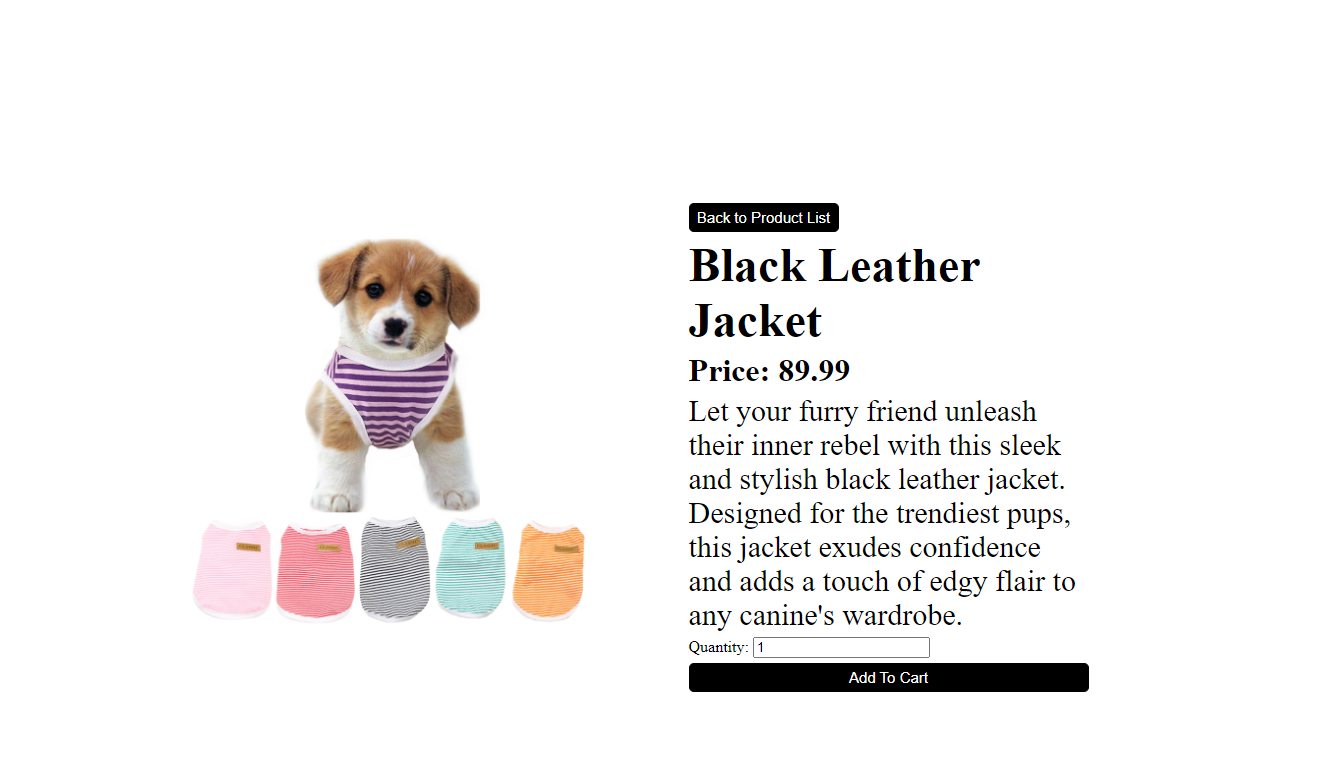 Back to Product List
Black Leather
Jacket
Price: 89.99
Let your furry friend unleash
their inner rebel with this sleek
and stylish black leather jacket.
Designed for the trendiest pups,
this jacket exudes confidence
and adds a touch of edgy flair to
any canine's wardrobe.
Quantity: 1
Add To Cart